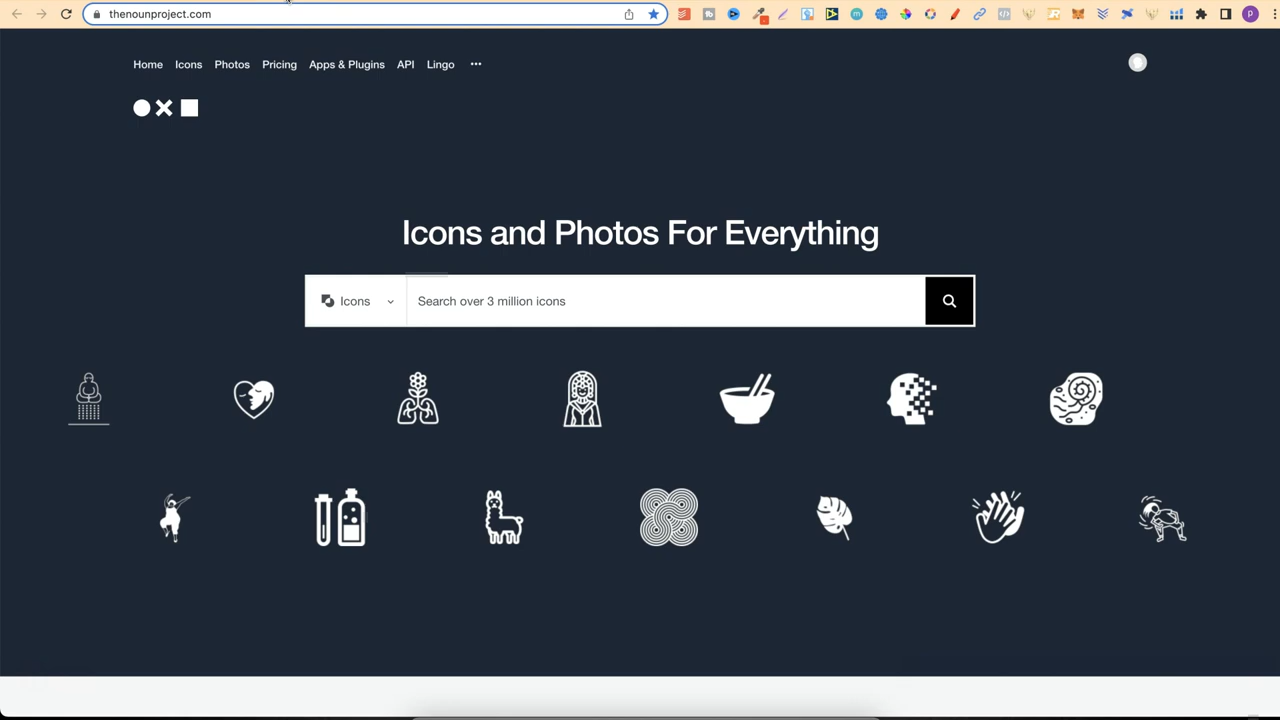 thenounproject.com
Home Icons Photos Pricing Apps & Plugins API Lingo
Icons and Photos For Everything
Icons Search over 3 million icons